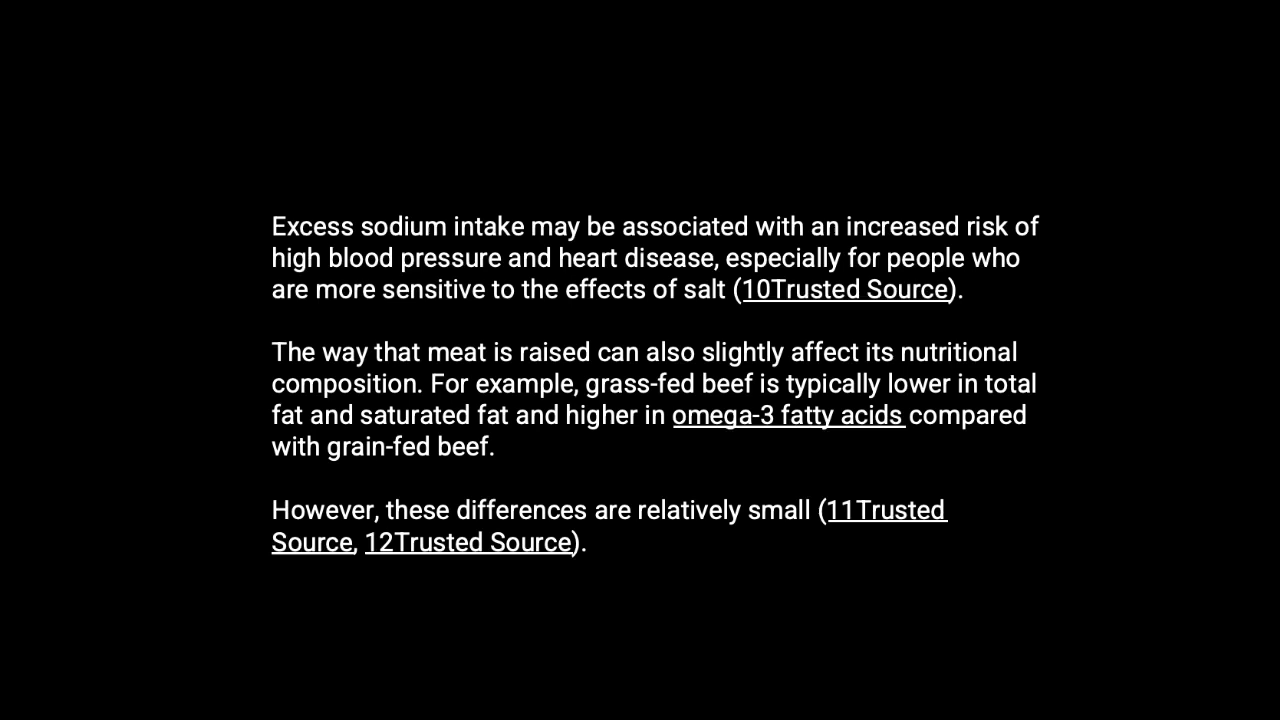 Excess sodium intake may be associated with an increased risk of
high blood pressure and heart disease, especially for people who
are more sensitive to the effects of salt (10Trusted Source).
The way that meat is raised can also slightly affect its nutritional
composition. For example, grass-fed beef is typically lower in total
fat and saturated fat and higher in omega-3 fatty acids compared
with grain-fed beef.
However, these differences are relatively small (11Trusted
Source, 12Trusted Source).